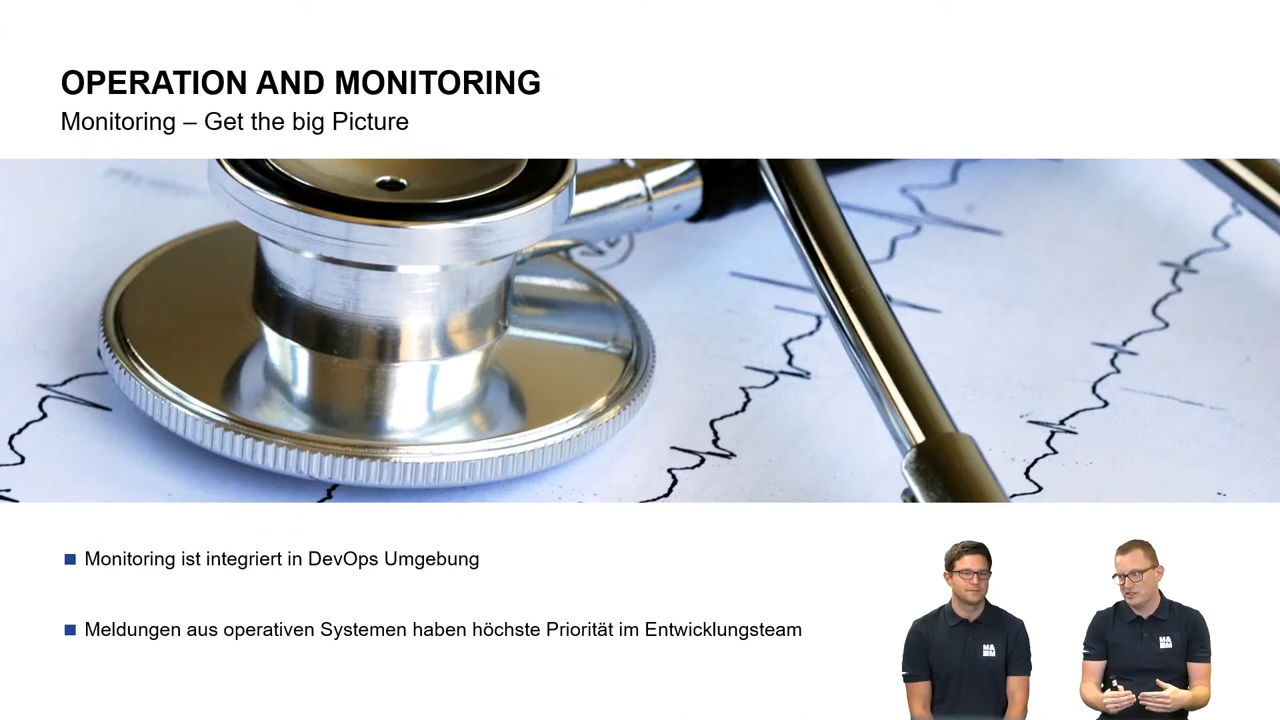 OPERATION AND MONITORING
Monitoring – Get the big Picture
Monitoring ist integriert in DevOps Umgebung
Meldungen aus operativen Systemen haben höchste Priorität im Entwicklungsteam